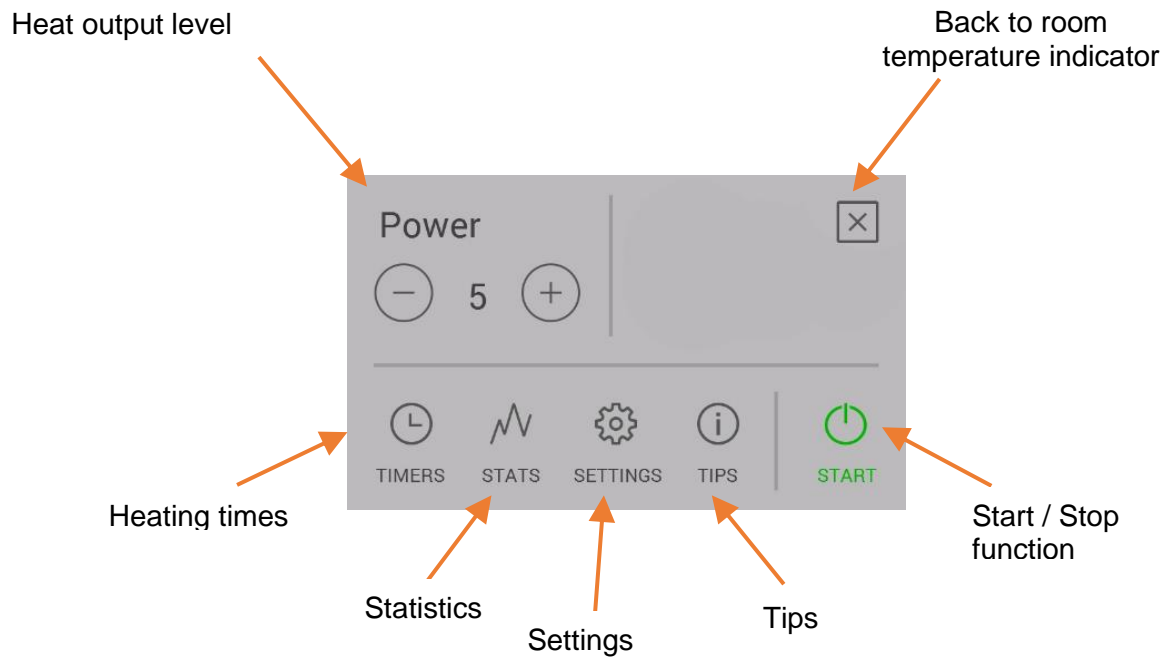 Heat output level
Back to room
temperature indicator
Power
5
TIMERS STATS SETTINGS TIPS START
Heating times
Start / Stop
function
Statistics
Settings
Tips